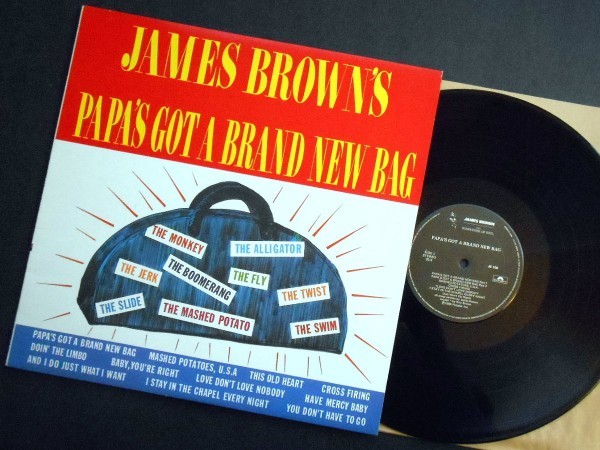 JAMES BROWN'S
PAPA'S GOT A BRAND NEW BAG
THE MONKEY
THE ALLIGATOR
THE JERK
THE BOOMERANG
THE FLY
THE TWIST
THE SLIDE
THE MASHED POTATO
THE SWIM
PAPA'S GOT A BRAND NEW BAG MASHED POTATOES, U.S.A THIS OLD HEART CROSS FIRING
DOIN' THE LIMBO BABY, YOU'RE RIGHT LOVE DON'T LOVE NOBODY HAVE MERCY BABY
AND I DO JUST WHAT I WANT I STAY IN THE CHAPEL EVERY NIGHT YOU DON'T HAVE TO GO
JAMES BROWN
PAPA'S GOT A BRAND NEW BAG